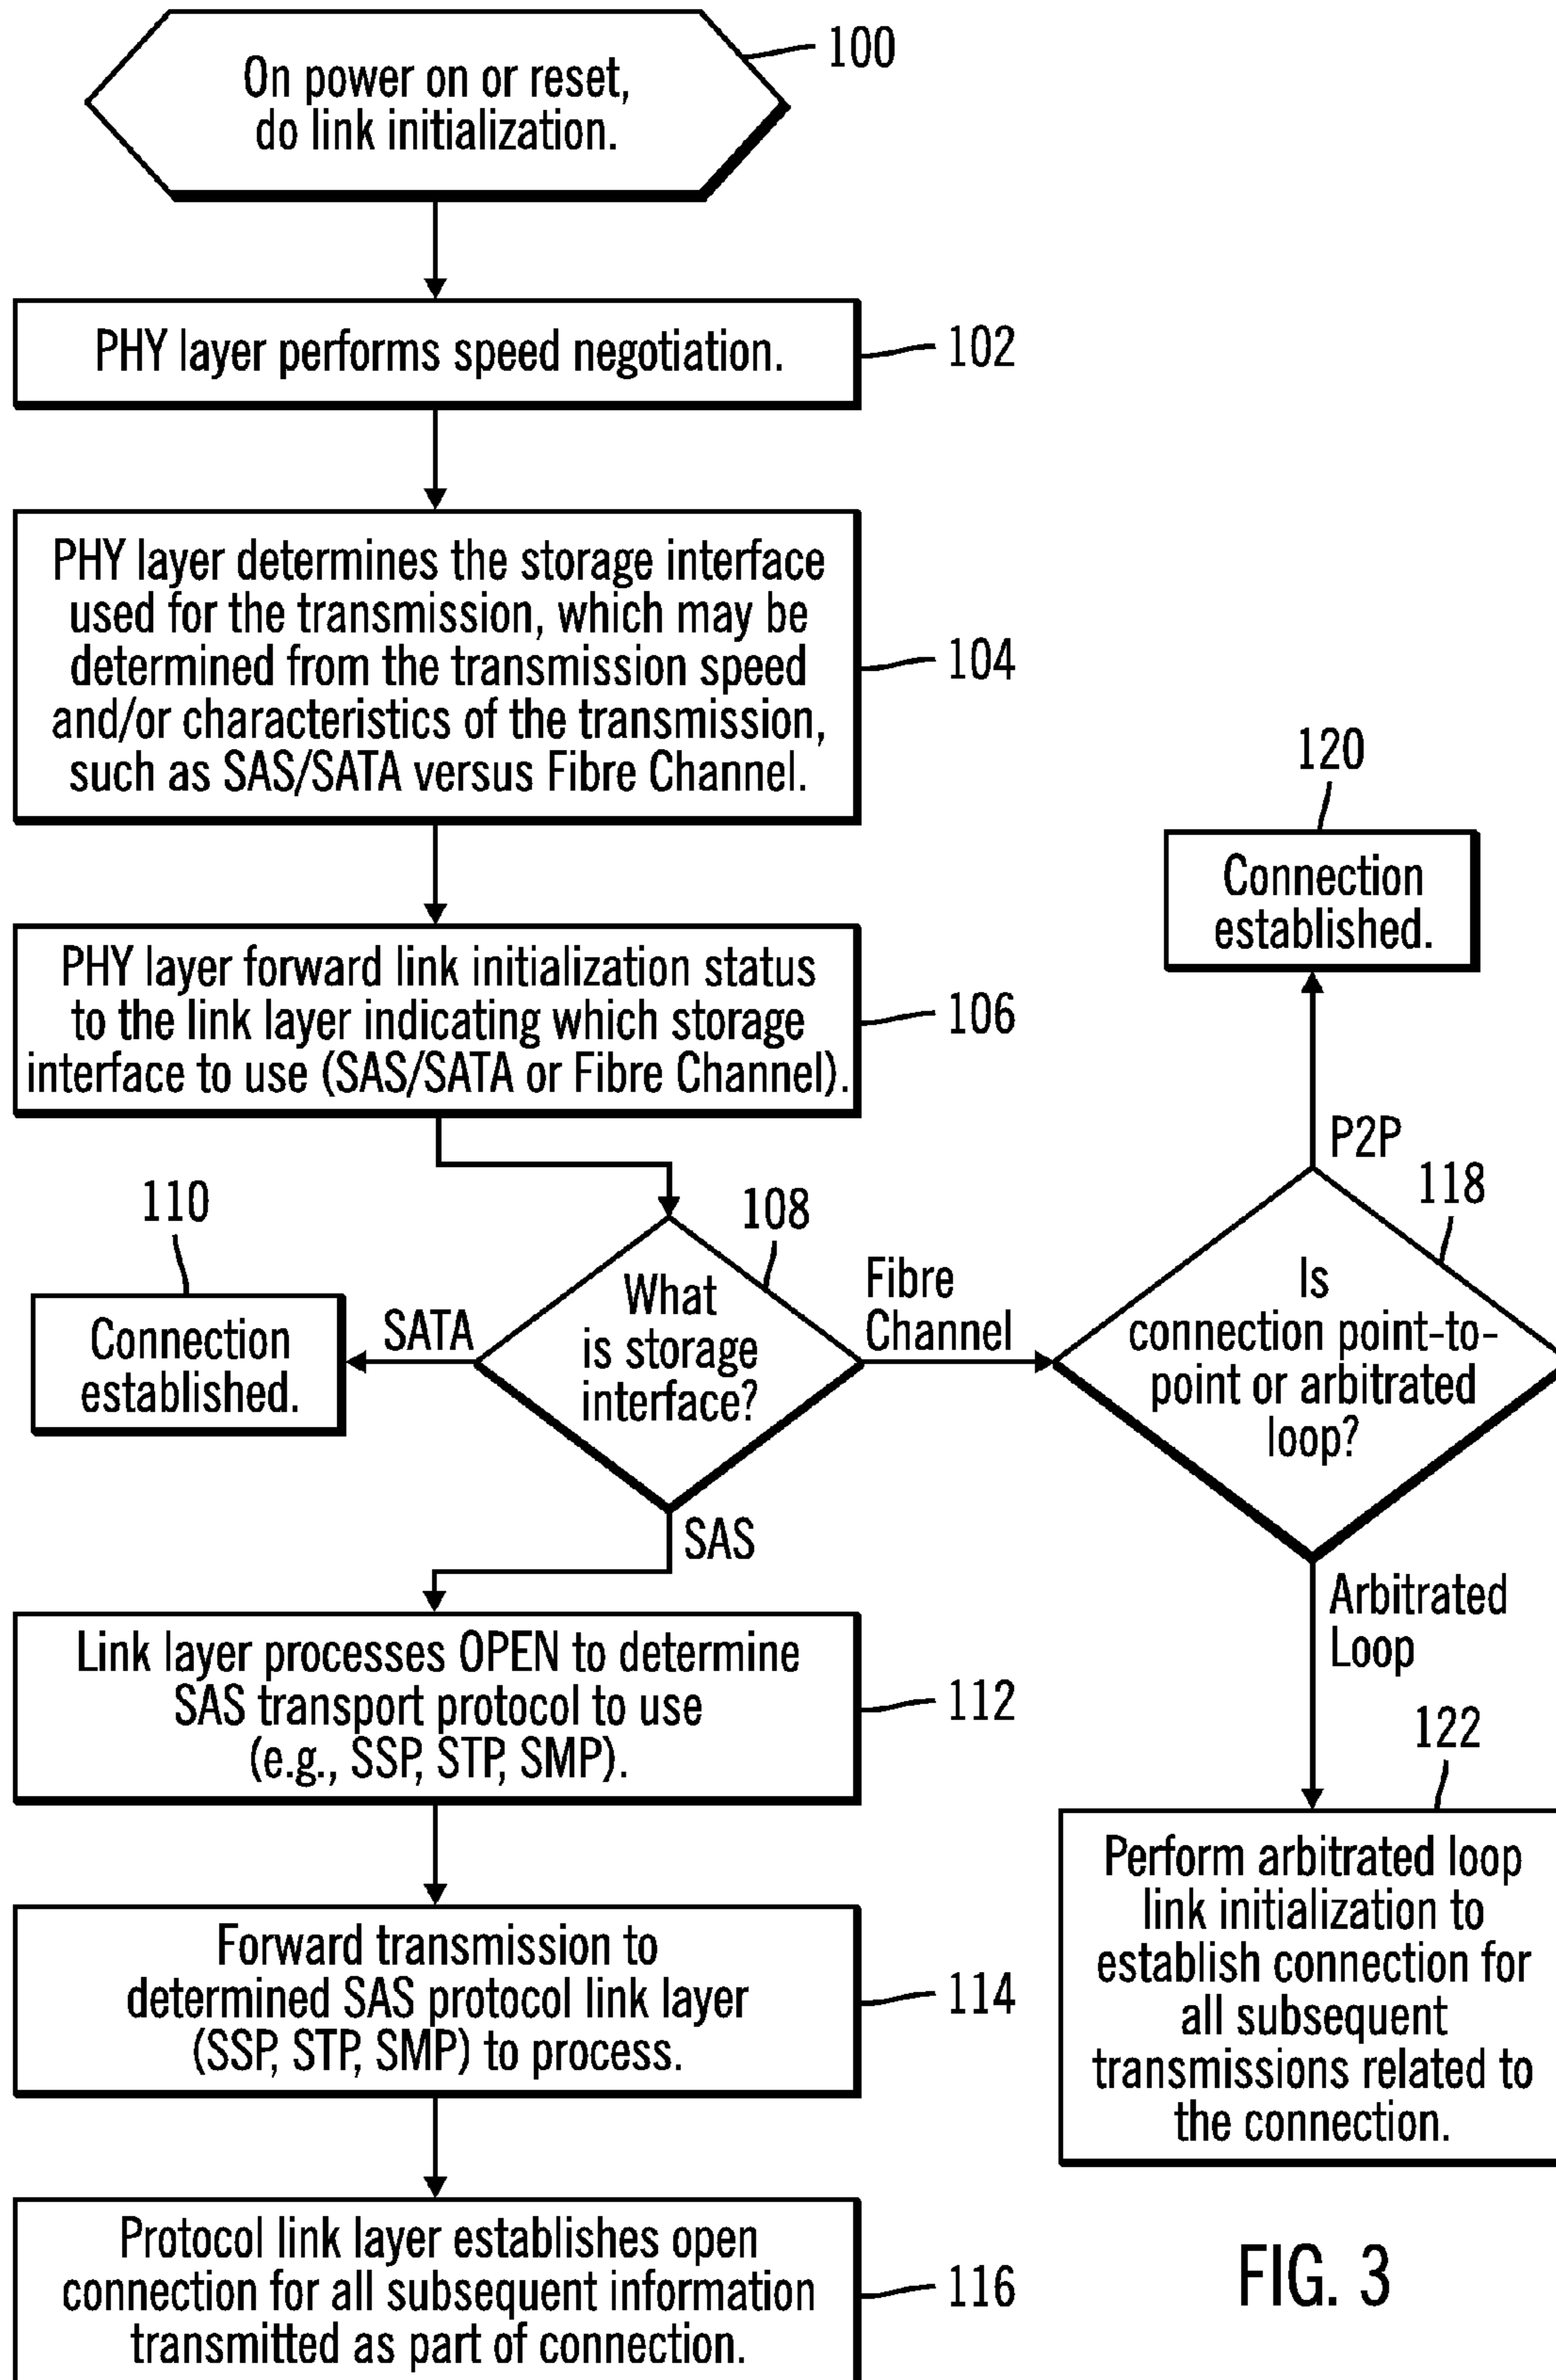 On power on or reset,
do link initialization.
100
PHY layer performs speed negotiation.
102
PHY layer determines the storage interface
used for the transmission, which may be
determined from the transmission speed
and/or characteristics of the transmission,
such as SAS/SATA versus Fibre Channel.
104
PHY layer forward link initialization status
to the link layer indicating which storage
interface to use (SAS/SATA or Fibre Channel).
106
What
is storage
interface?
108
SATA
110
Connection
established.
SAS
Link layer processes OPEN to determine
SAS transport protocol to use
(e.g., SSP, STP, SMP).
112
Forward transmission to
determined SAS protocol link layer
(SSP, STP, SMP) to process.
114
Protocol link layer establishes open
connection for all subsequent information
transmitted as part of connection.
116
Fibre
Channel
Is
connection point-to-
point or arbitrated
loop?
118
P2P
120
Connection
established.
Arbitrated
Loop
122
Perform arbitrated loop
link initialization to
establish connection for
all subsequent
transmissions related to
the connection.
FIG. 3